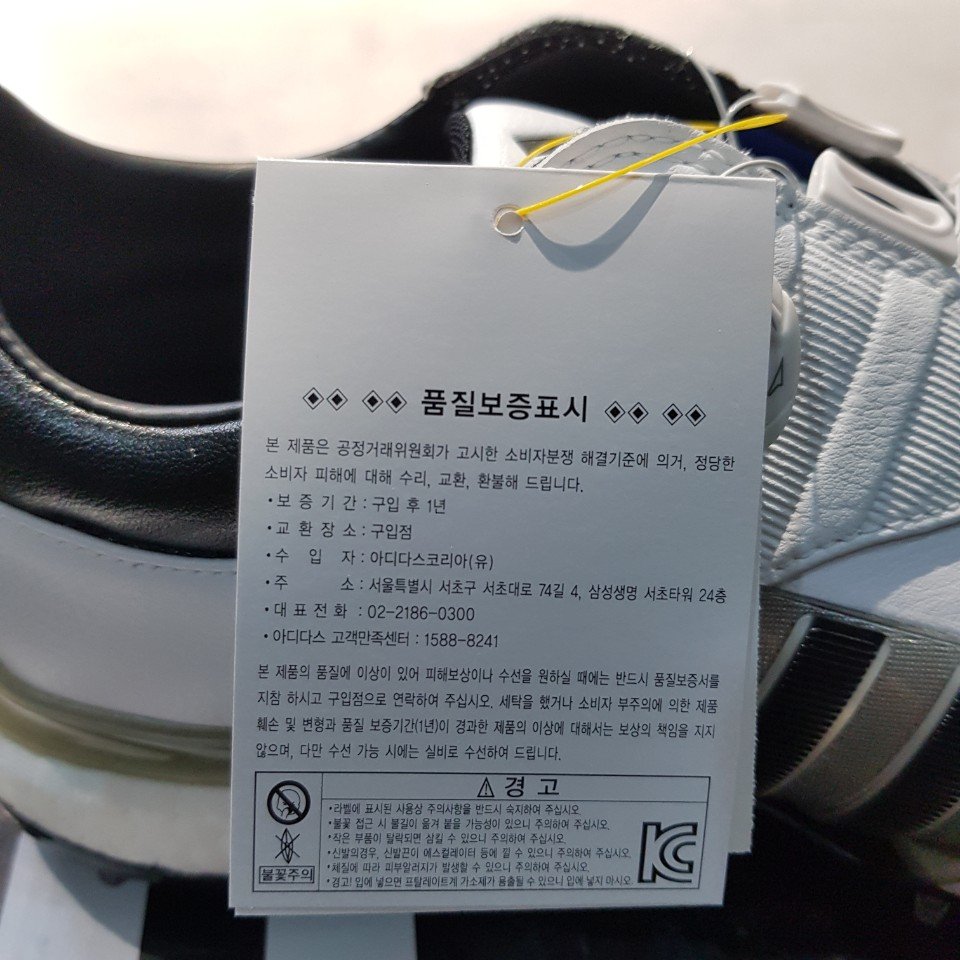 ◈◈ ◈◈ 품질보증표시 ◈◈ ◈◈
본 제품은 공정거래위원회가 고시한 소비자분쟁 해결기준에 의거, 정당한
소비자 피해에 대해 수리, 교환, 환불해 드립니다.
• 보 증 기 간 : 구입 후 1년
• 교 환 장 소 : 구입점
• 수 입 자 : 아디다스코리아(유)
• 주 소 : 서울특별시 서초구 서초대로 74길 4, 삼성생명 서초타워 24층
• 대 표 전 화 : 02-2186-0300
• 아디다스 고객만족센터 : 1588-8241
본 제품의 품질에 이상이 있어 피해보상이나 수선을 원하실 때에는 반드시 품질보증서를
지참 하시고 구입점으로 연락하여 주십시오. 세탁을 했거나 소비자 부주의에 의한 제품
훼손 및 변형과 품질 보증기간(1년)이 경과한 제품의 이상에 대해서는 보상의 책임을 지지
않으며, 다만 수선 가능 시에는 실비로 수선하여 드립니다.
⚠ 경 고
• 라벨에 표시된 사용상 주의사항을 반드시 숙지하여 주십시오.
• 불꽃 접근 시 불길이 옮겨 붙을 가능성이 있으니 주의하여 주십시오.
• 작은 부품이 탈락되면 삼킬 수 있으니 주의하여 주십시오.
• 신발의경우, 신발끈이 에스컬레이터 등에 낄 수 있으니 주의하여 주십시오.
• 체질에 따라 피부알러지가 발생할 수 있으니 주의하여 주십시오.
• 경고! 입에 넣으면 프탈레이트계 가소제가 용출될 수 있으니 입에 넣지 마시오.
불꽃주의
KC